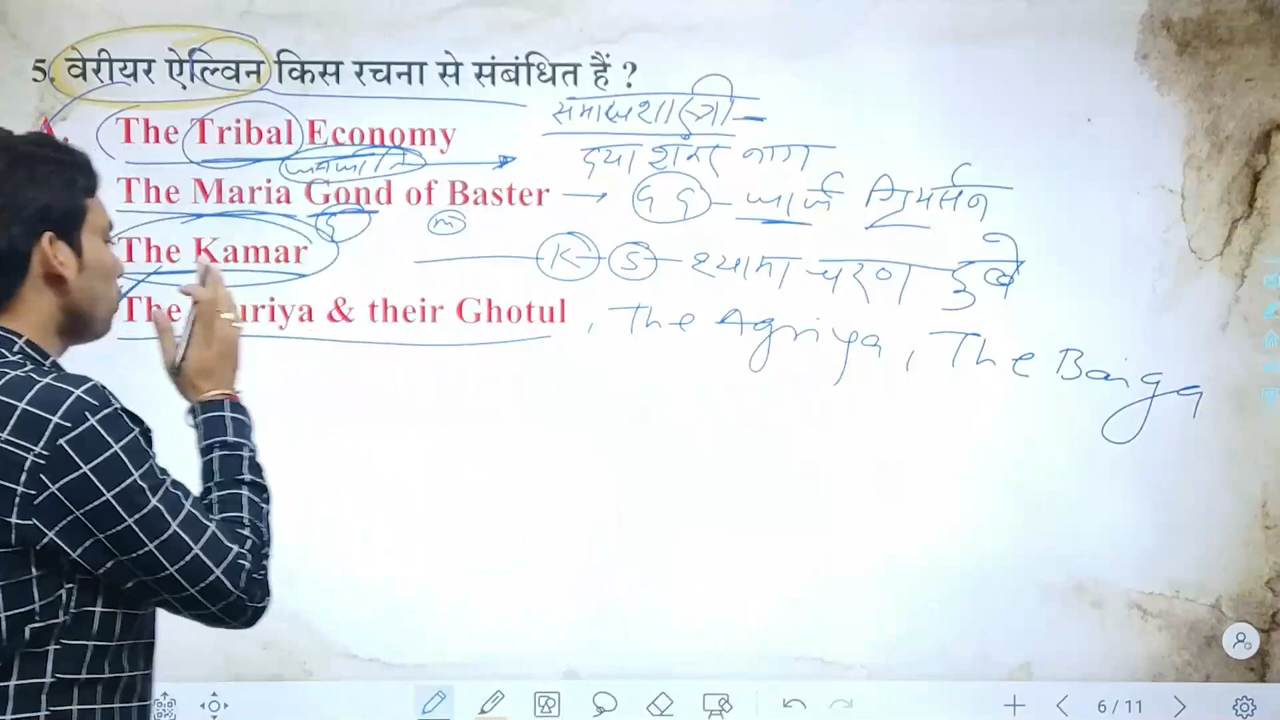 5. वेरीयर ऐल्विन किस रचना से संबंधित हैं ?
The Tribal Economy
समाजशास्त्री
दया शंकर नाग
The Maria Gond of Baster → GG - जार्ज ग्रियर्सन
The Kamar K S - श्यामा चरण दुबे
The uriya & their Ghotul , The Agriya , The Baiga
6 / 11